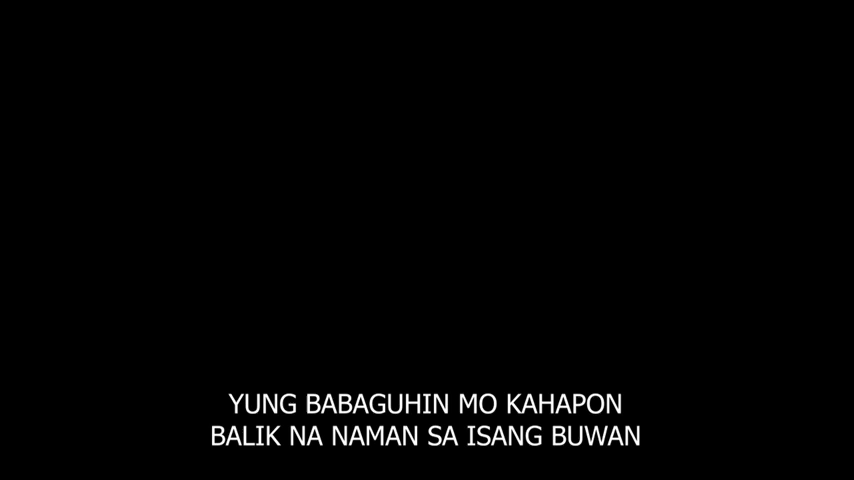 YUNG BABAGUHIN MO KAHAPON
BALIK NA NAMAN SA ISANG BUWAN